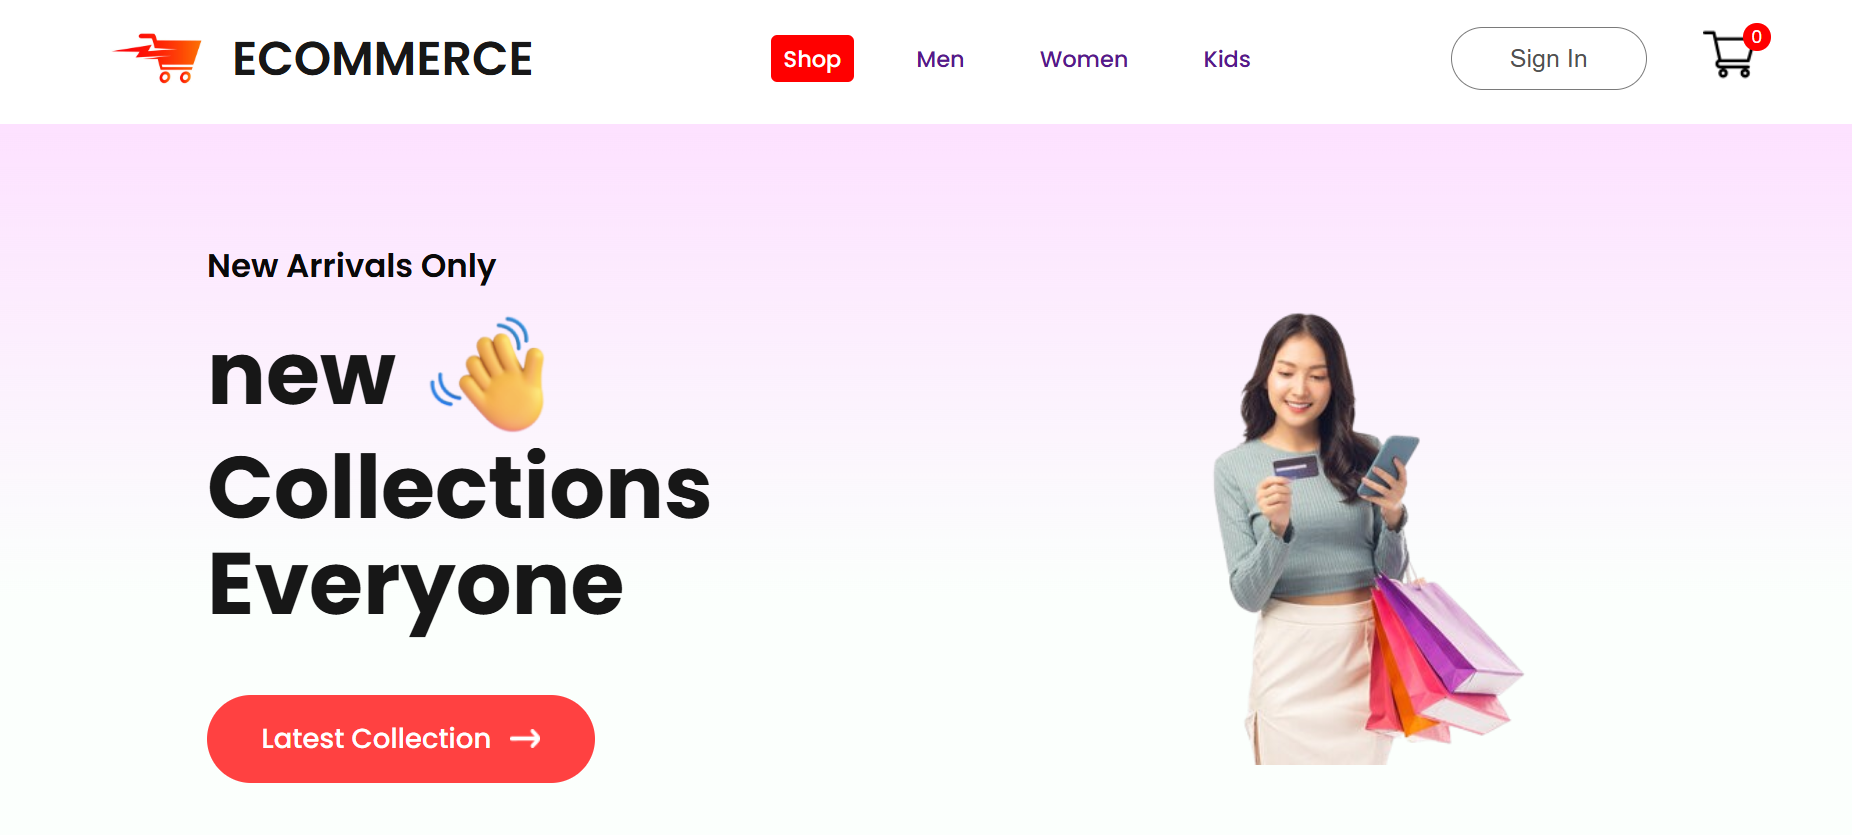 ECOMMERCE
Shop
Men
Women
Kids
Sign In
0
New Arrivals Only
new
Collections
Everyone
Latest Collection